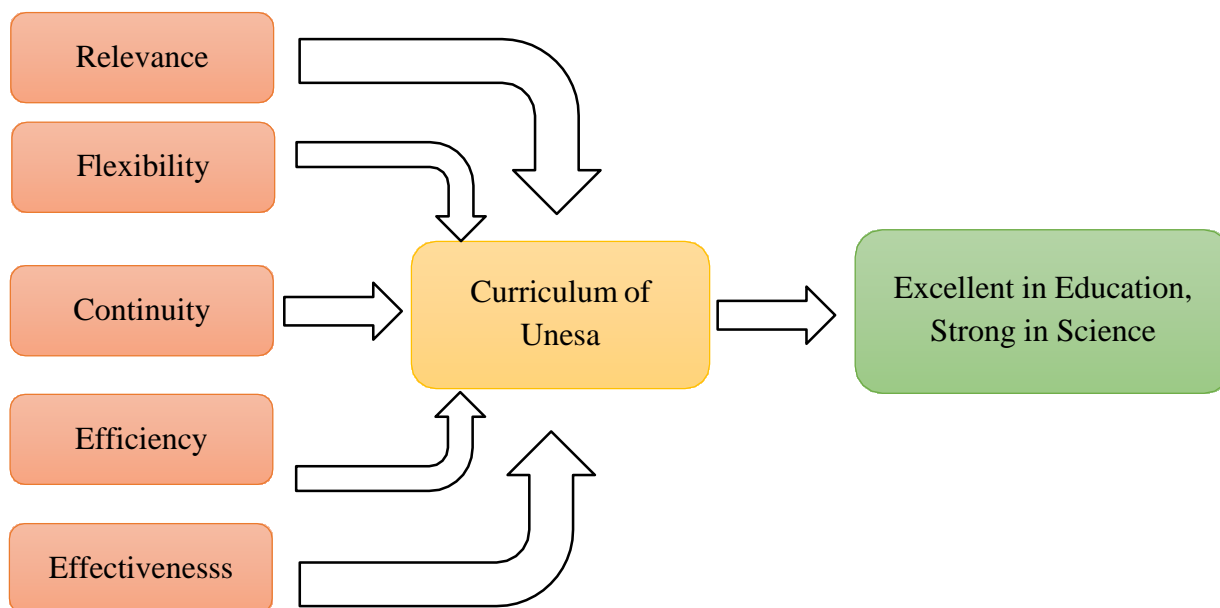 Relevance
Flexibility
Continuity
Efficiency
Effectivenesss
Curriculum of
Unesa
Excellent in Education,
Strong in Science